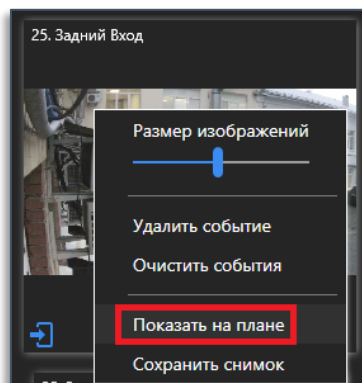 25. Задний Вход
Размер изображений
Удалить событие
Очистить события
Показать на плане
Сохранить снимок